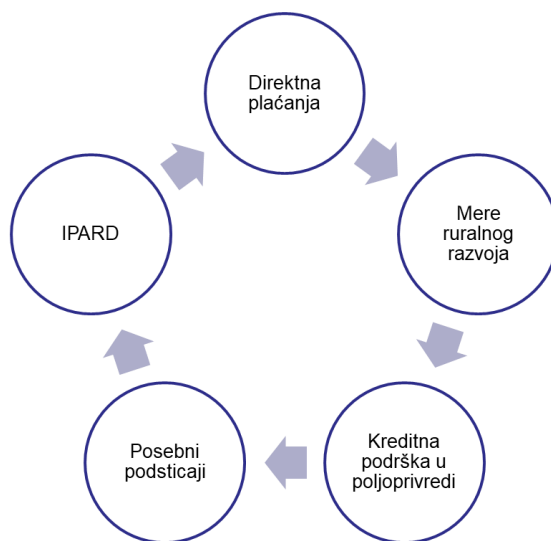 Direktna
plaćanja
Mere
ruralnog
razvoja
Kreditna
podrška u
poljoprivredi
Posebni
podsticaji
IPARD